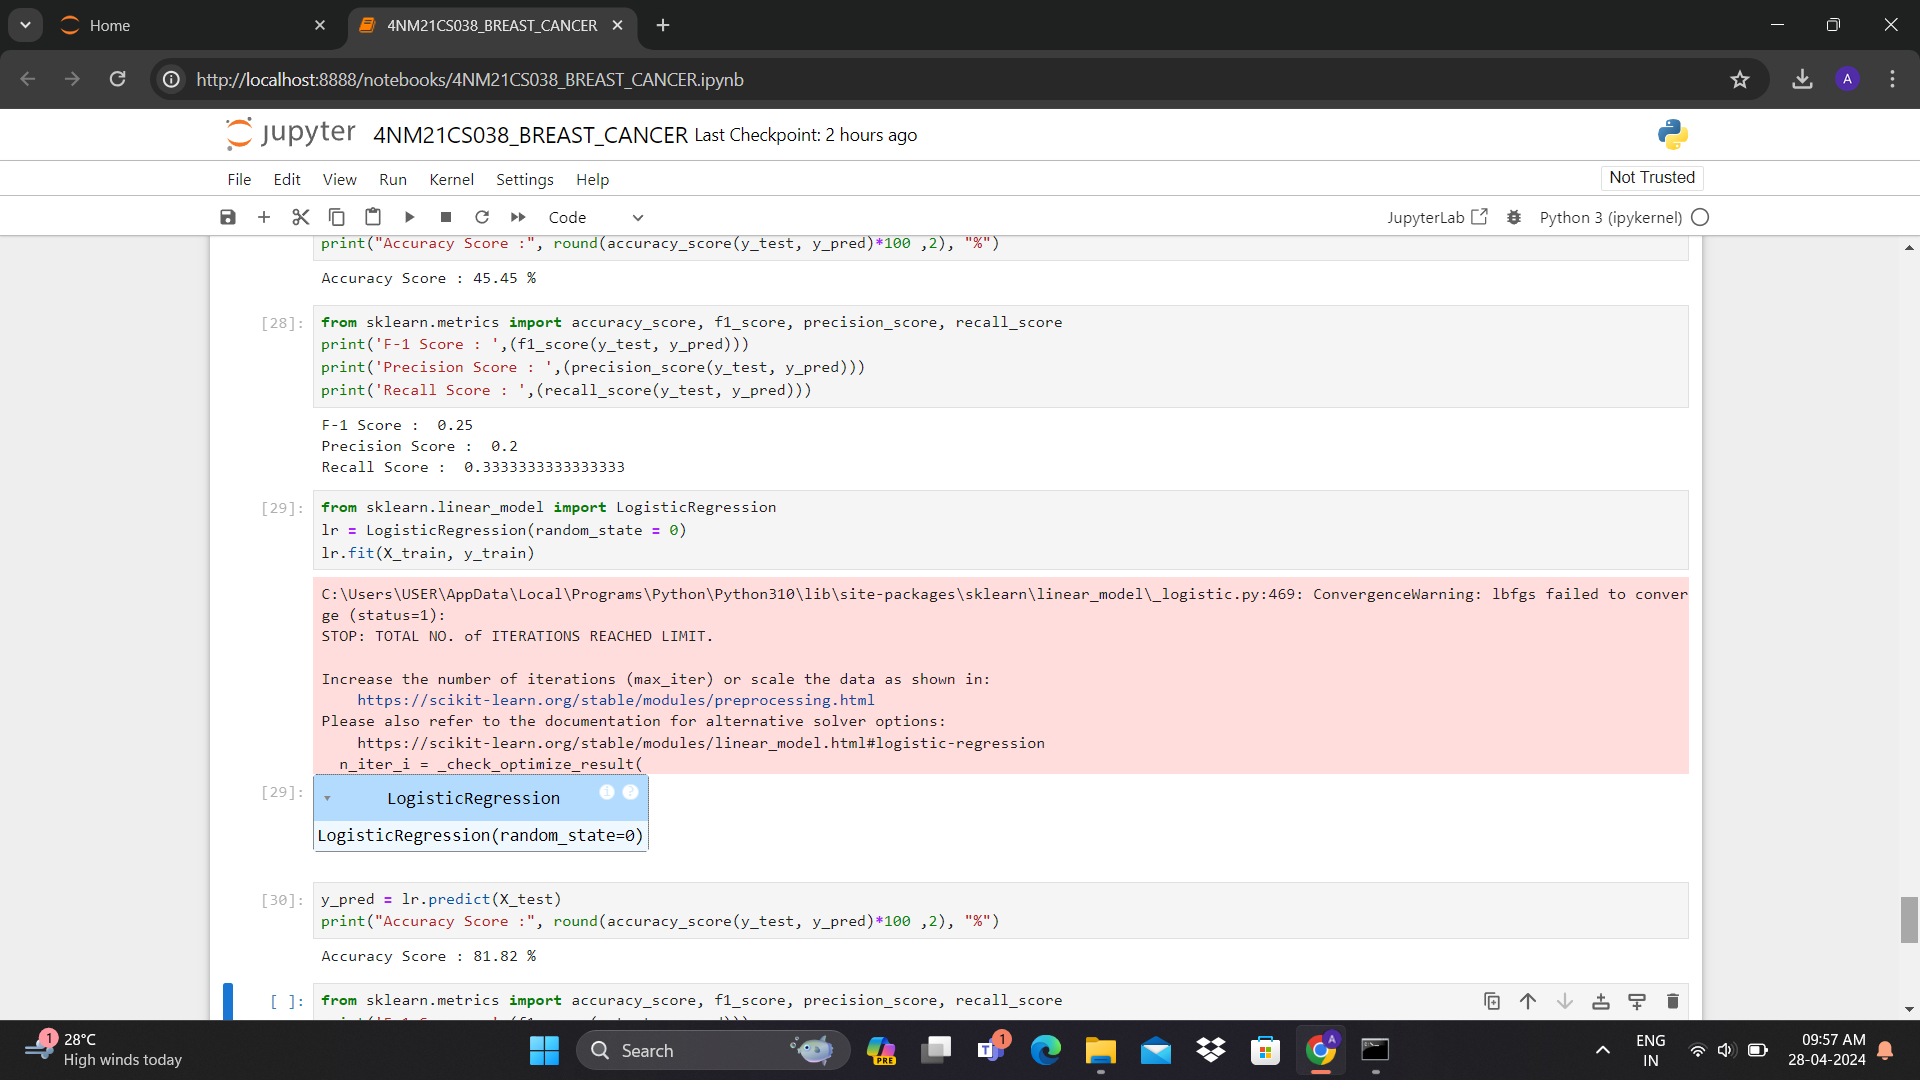 Home
4NM21CS038_BREAST_CANCER
http://localhost:8888/notebooks/4NM21CS038_BREAST_CANCER.ipynb
A
jupyter 4NM21CS038_BREAST_CANCER Last Checkpoint: 2 hours ago
File Edit View Run Kernel Settings Help
Not Trusted
Code
JupyterLab
Python 3 (ipykernel)
print("Accuracy Score :", round(accuracy_score(y_test, y_pred)*100 ,2), "%")
Accuracy Score : 45.45 %
[28]:
from sklearn.metrics import accuracy_score, f1_score, precision_score, recall_score
print('F-1 Score : ',(f1_score(y_test, y_pred)))
print('Precision Score : ',(precision_score(y_test, y_pred)))
print('Recall Score : ',(recall_score(y_test, y_pred)))
F-1 Score :  0.25
Precision Score :  0.2
Recall Score :  0.3333333333333333
[29]:
from sklearn.linear_model import LogisticRegression
lr = LogisticRegression(random_state = 0)
lr.fit(X_train, y_train)
C:\Users\USER\AppData\Local\Programs\Python\Python310\lib\site-packages\sklearn\linear_model\_logistic.py:469: ConvergenceWarning: lbfgs failed to conver
ge (status=1):
STOP: TOTAL NO. of ITERATIONS REACHED LIMIT.
Increase the number of iterations (max_iter) or scale the data as shown in:
https://scikit-learn.org/stable/modules/preprocessing.html
Please also refer to the documentation for alternative solver options:
https://scikit-learn.org/stable/modules/linear_model.html#logistic-regression
n_iter_i = _check_optimize_result(
[29]:
LogisticRegression
i ?
LogisticRegression(random_state=0)
[30]:
y_pred = lr.predict(X_test)
print("Accuracy Score :", round(accuracy_score(y_test, y_pred)*100 ,2), "%")
Accuracy Score : 81.82 %
[ ]:
from sklearn.metrics import accuracy_score, f1_score, precision_score, recall_score
1
28°C
High winds today
Search
PRE
1
A
ENG
IN
09:57 AM
28-04-2024